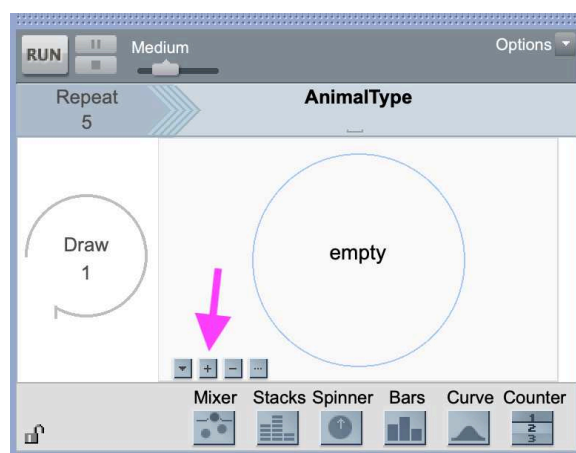 RUN
Medium
Options
Repeat
5
AnimalType
Draw
1
empty
Mixer Stacks Spinner Bars Curve Counter
1
2
3